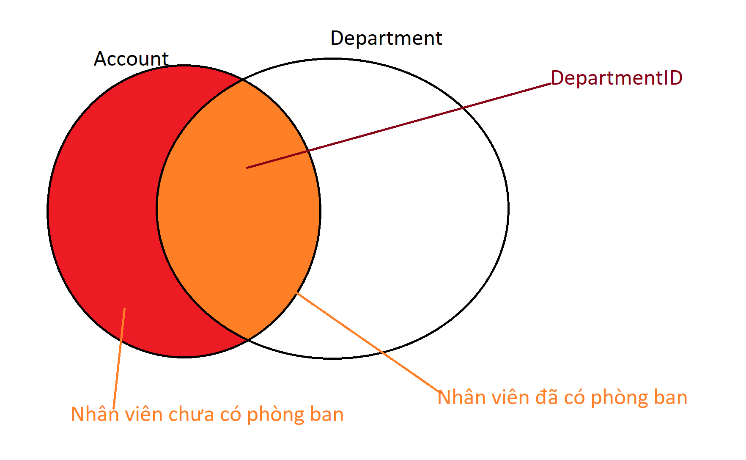 Department
Account
DepartmentID
Nhân viên đã có phòng ban
Nhân viên chưa có phòng ban